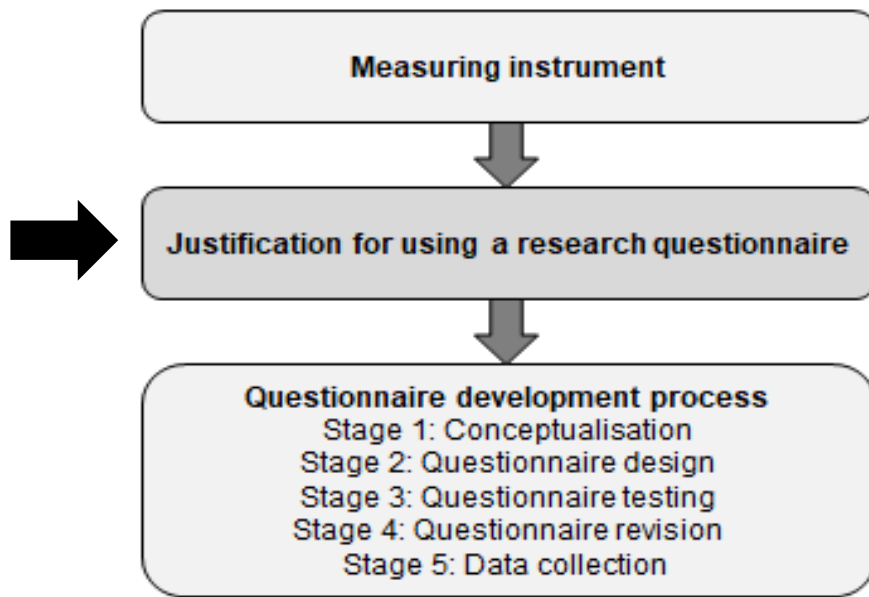 Measuring instrument
Justification for using a research questionnaire
Questionnaire development process
Stage 1: Conceptualisation
Stage 2: Questionnaire design
Stage 3: Questionnaire testing
Stage 4: Questionnaire revision
Stage 5: Data collection